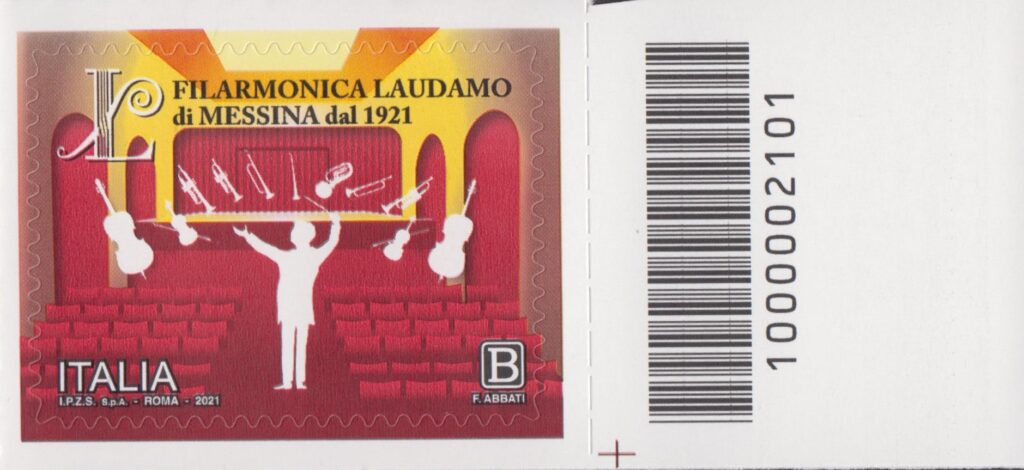 FILARMONICA LAUDAMO
di MESSINA dal 1921
L
ITALIA
I.P.Z.S. S.p.A. - ROMA - 2021
B
F. ABBATI
1000002101